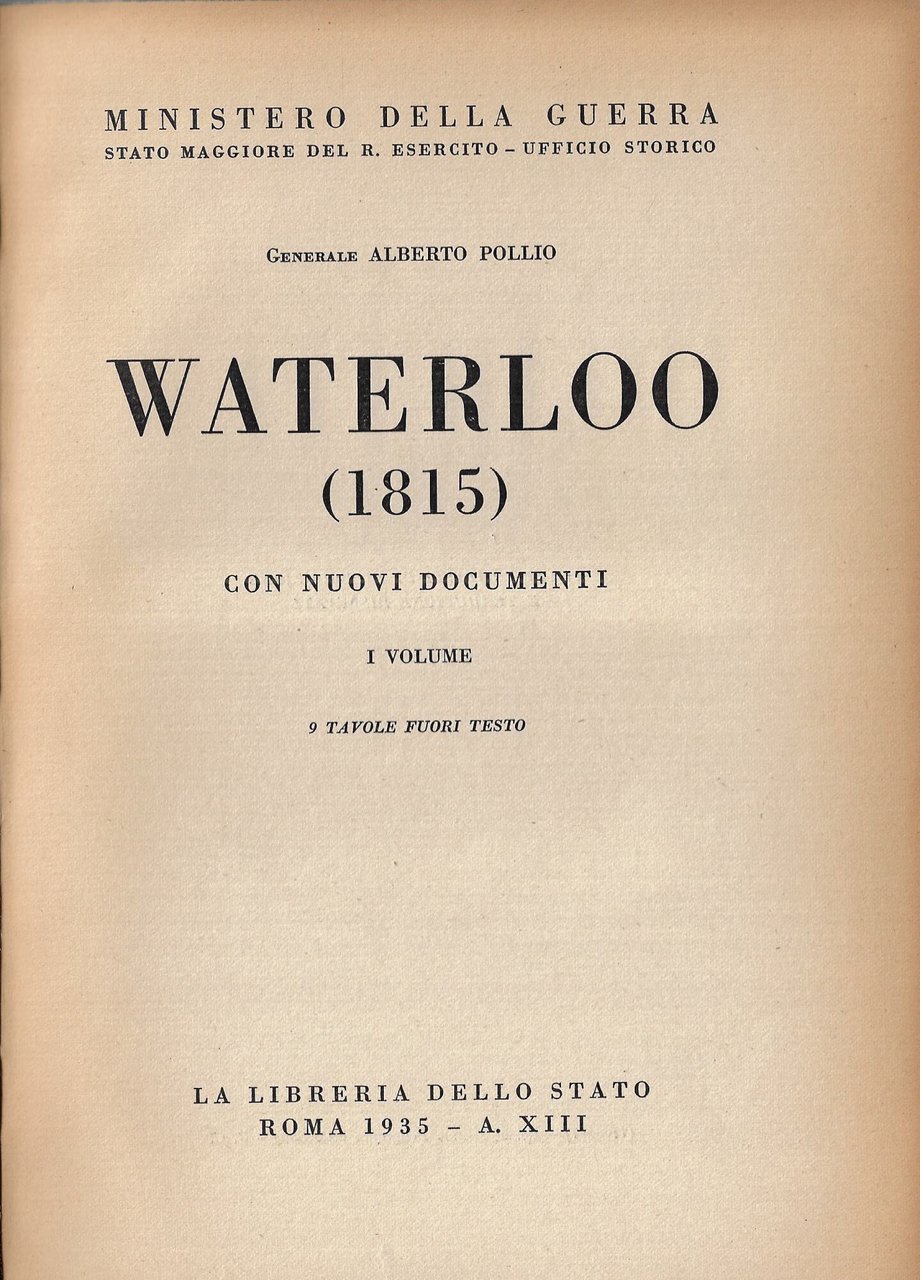 MINISTERO DELLA GUERRA
STATO MAGGIORE DEL R. ESERCITO – UFFICIO STORICO
GENERALE ALBERTO POLLIO
WATERLOO
(1815)
CON NUOVI DOCUMENTI
I VOLUME
9 TAVOLE FUORI TESTO
LA LIBRERIA DELLO STATO
ROMA 1935 – A. XIII